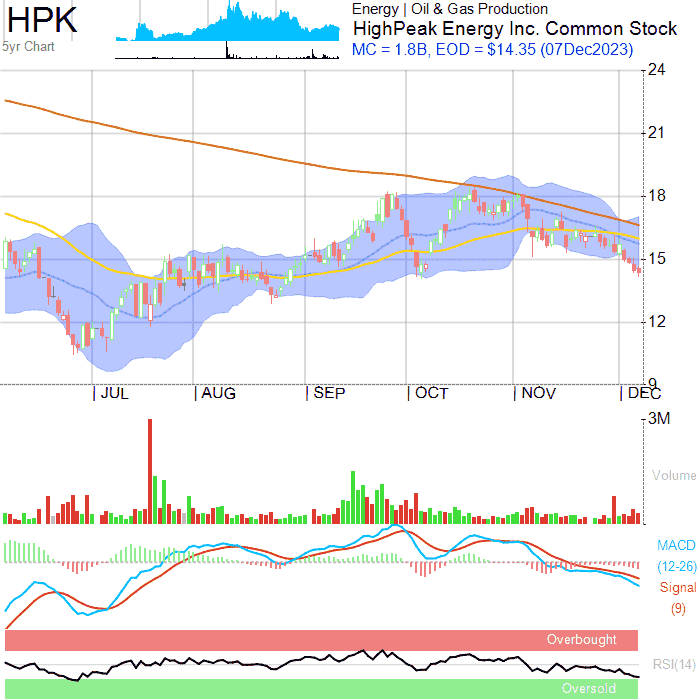 HPK
5yr Chart
Energy | Oil & Gas Production
HighPeak Energy Inc. Common Stock
MC = 1.8B, EOD = $14.35 (07Dec2023)
24
21
18
15
12
9
JUL AUG SEP OCT NOV DEC
3M
Volume
MACD
(12-26)
Signal
(9)
Overbought
RSI(14)
Oversold